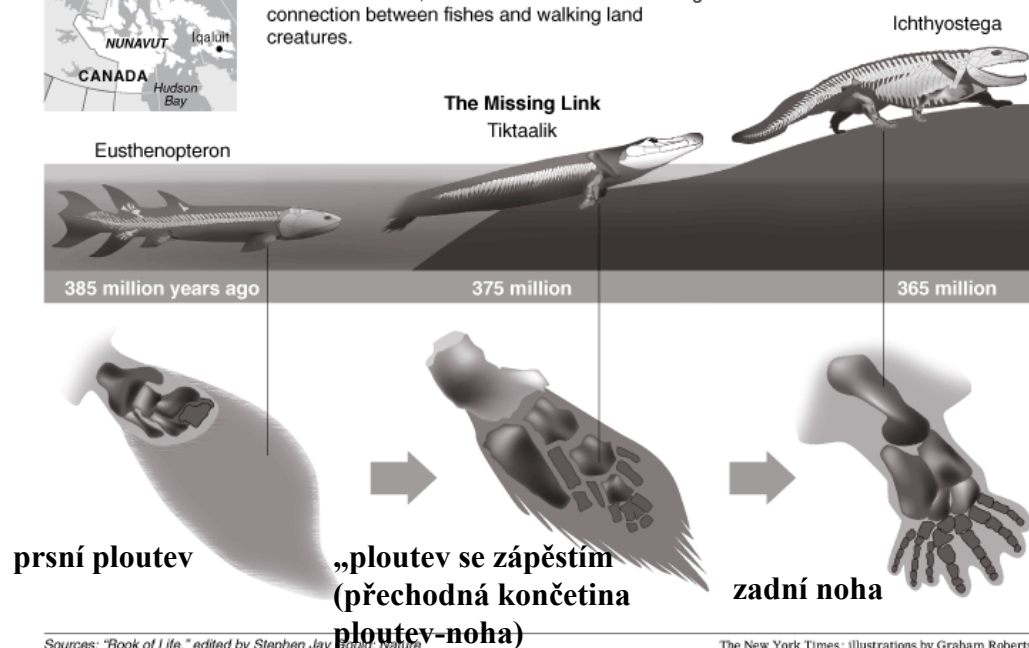 connection between fishes and walking land
creatures.
NUNAVUT
Iqaluit
CANADA
Hudson
Bay
Ichthyostega
The Missing Link
Tiktaalik
Eusthenopteron
385 million years ago
375 million
365 million
prsní ploutev
„ploutev se zápěstím
(přechodná končetina
ploutev-noha)
zadní noha
Sources: "Book of Life," edited by Stephen Jay Gould; Nature
The New York Times; illustrations by Graham Roberts